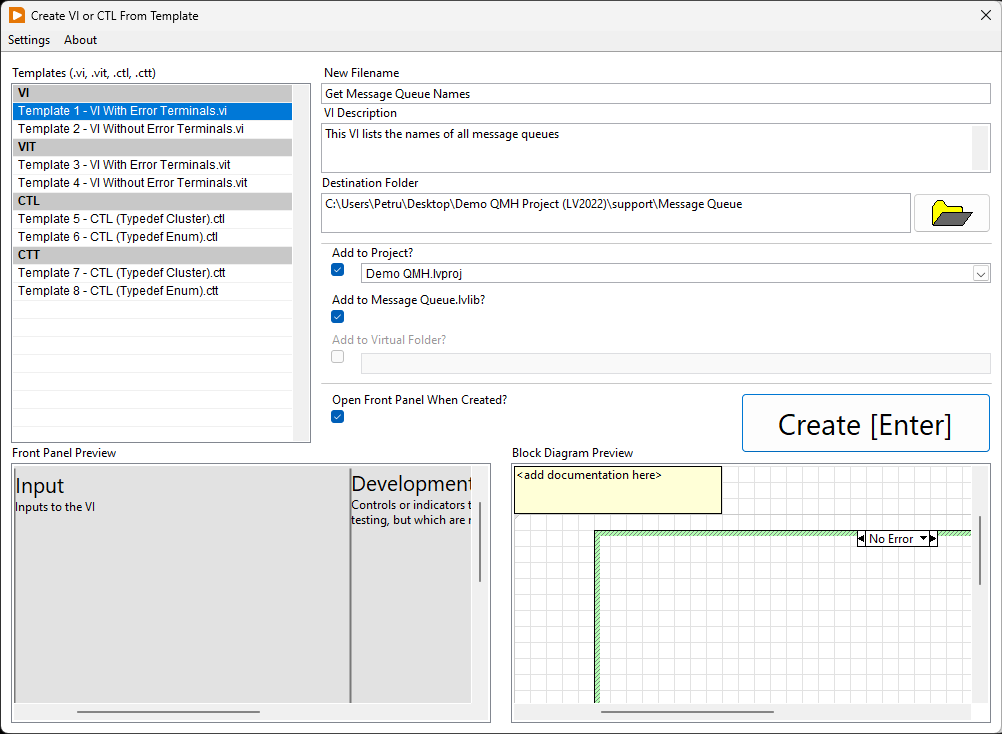 Create VI or CTL From Template
Settings About
Templates (.vi, .vit, .ctl, .ctt)
VI
Template 1 - VI With Error Terminals.vi
Template 2 - VI Without Error Terminals.vi
VIT
Template 3 - VI With Error Terminals.vit
Template 4 - VI Without Error Terminals.vit
CTL
Template 5 - CTL (Typedef Cluster).ctl
Template 6 - CTL (Typedef Enum).ctl
CTT
Template 7 - CTL (Typedef Cluster).ctt
Template 8 - CTL (Typedef Enum).ctt
New Filename
Get Message Queue Names
VI Description
This VI lists the names of all message queues
Destination Folder
C:\Users\Petru\Desktop\Demo QMH Project (LV2022)\support\Message Queue
Add to Project?
Demo QMH.lvproj
Add to Message Queue.lvlib?
Add to Virtual Folder?
Open Front Panel When Created?
Create [Enter]
Front Panel Preview
Input
Inputs to the VI
Development
Controls or indicators t
testing, but which are r
Block Diagram Preview
<add documentation here>
No Error